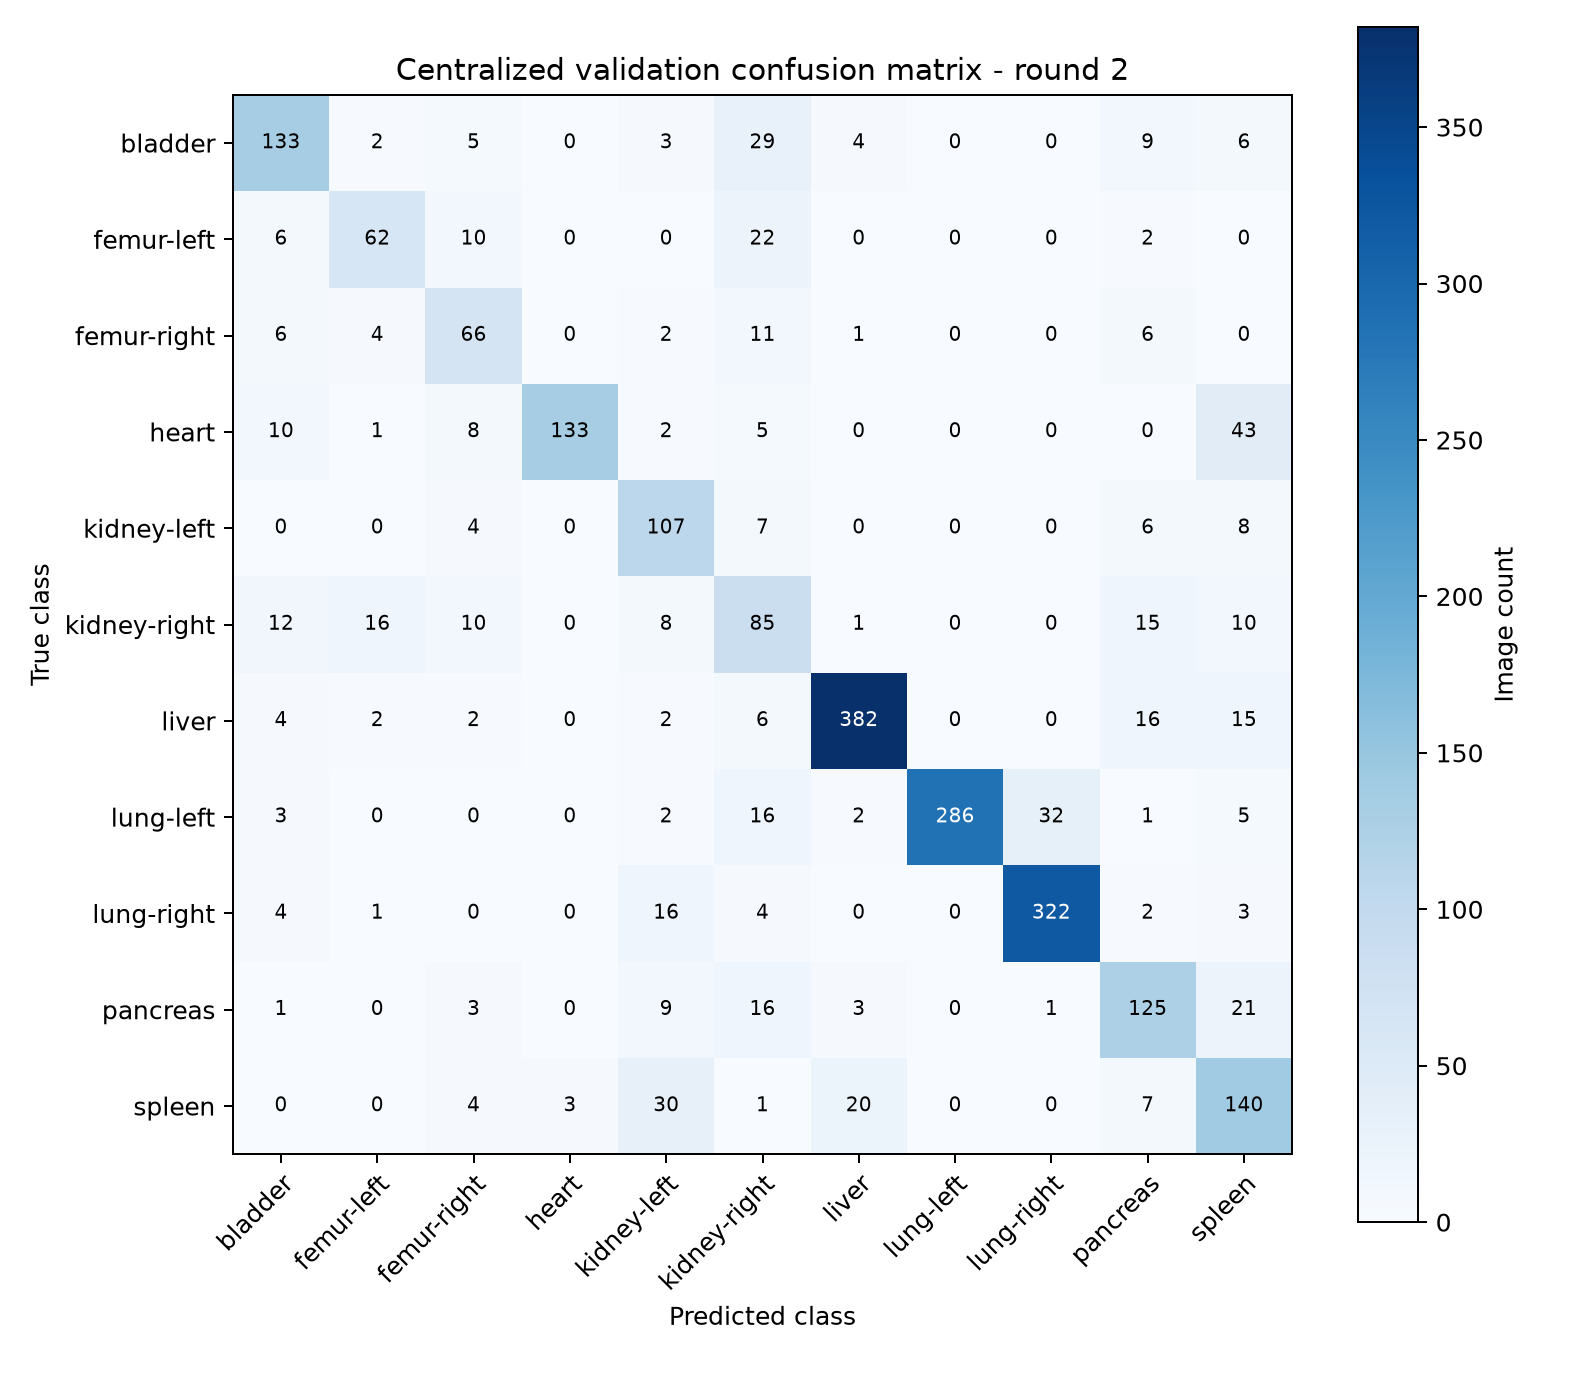 Centralized validation confusion matrix - round 2
bladder 133 2 5 0 3 29 4 0 0 9 6
femur-left 6 62 10 0 0 22 0 0 0 2 0
femur-right 6 4 66 0 2 11 1 0 0 6 0
heart 10 1 8 133 2 5 0 0 0 0 43
kidney-left 0 0 4 0 107 7 0 0 0 6 8
kidney-right 12 16 10 0 8 85 1 0 0 15 10
liver 4 2 2 0 2 6 382 0 0 16 15
lung-left 3 0 0 0 2 16 2 286 32 1 5
lung-right 4 1 0 0 16 4 0 0 322 2 3
pancreas 1 0 3 0 9 16 3 0 1 125 21
spleen 0 0 4 3 30 1 20 0 0 7 140
bladder femur-left femur-right heart kidney-left kidney-right liver lung-left lung-right pancreas spleen
Predicted class
True class
350
300
250
200
150
100
50
0
Image count